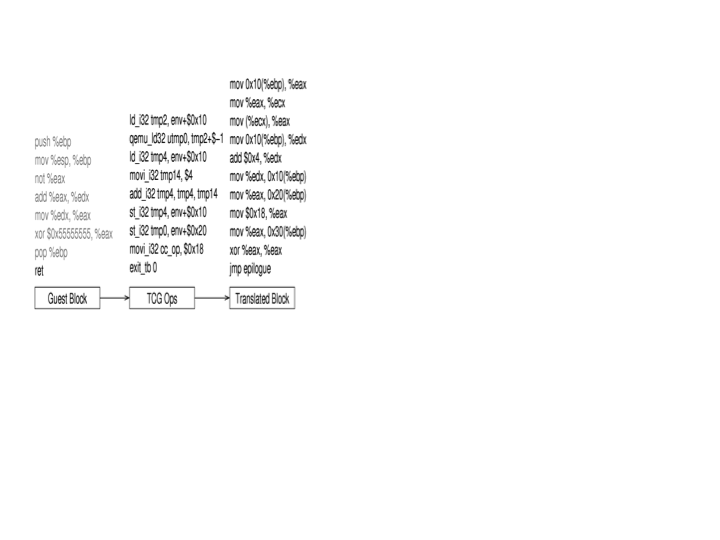 push %ebp
mov %esp, %ebp
not %eax
add %eax, %edx
mov %edx, %eax
xor $0x55555555, %eax
pop %ebp
ret
Guest Block
ld_i32 tmp2, env+$0x10
qemu_ld32 utmp0, tmp2+$−1
ld_i32 tmp4, env+$0x10
movi_i32 tmp14, $4
add_i32 tmp4, tmp4, tmp14
st_i32 tmp4, env+$0x10
st_i32 tmp0, env+$0x20
movi_i32 cc_op, $0x18
exit_tb 0
TCG Ops
mov 0x10(%ebp), %eax
mov %eax, %ecx
mov (%ecx), %eax
mov 0x10(%ebp), %edx
add $0x4, %edx
mov %edx, 0x10(%ebp)
mov %eax, 0x20(%ebp)
mov $0x18, %eax
mov %eax, 0x30(%ebp)
xor %eax, %eax
jmp epilogue
Translated Block